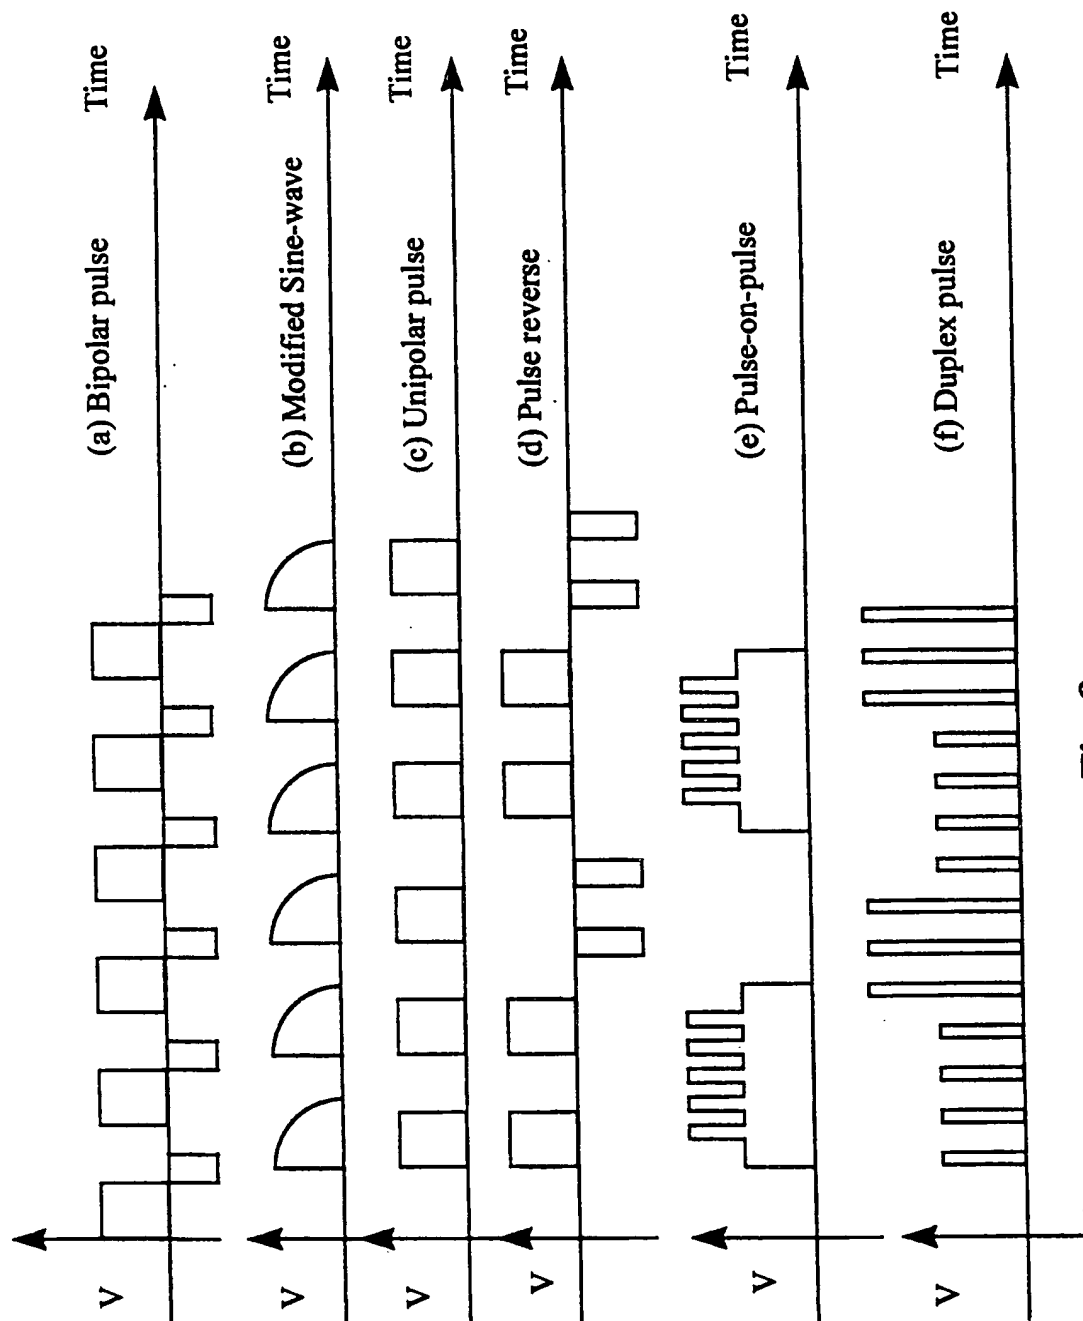 V
(a) Bipolar pulse
Time
V
(b) Modified Sine-wave
Time
V
(c) Unipolar pulse
Time
V
(d) Pulse reverse
Time
V
(e) Pulse-on-pulse
Time
V
(f) Duplex pulse
Time